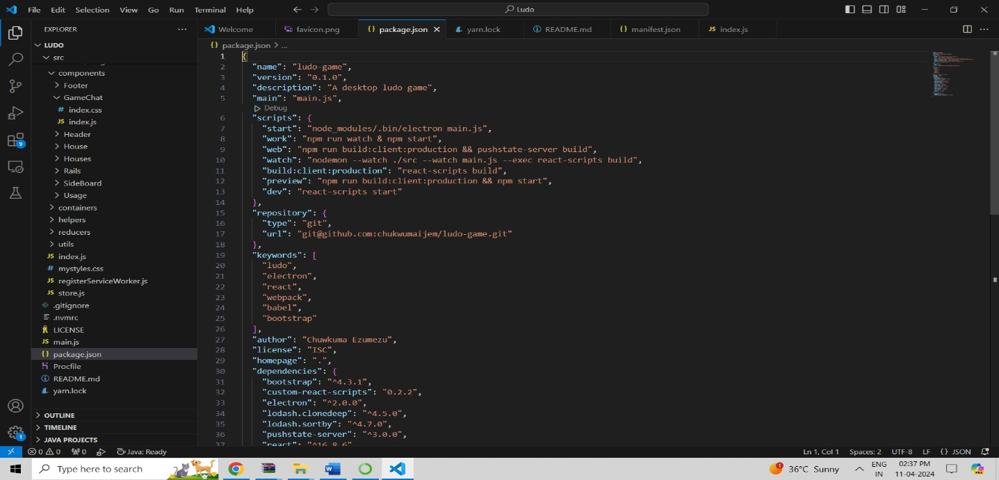 File Edit Selection View Go Run Terminal Help
Ludo
EXPLORER
Welcome
favicon.png
package.json
yarn.lock
README.md
manifest.json
JS index.js
package.json > ...
LUDO
src
components
Footer
GameChat
# index.css
JS index.js
Header
House
Houses
Rails
SideBoard
Usage
containers
helpers
reducers
utils
JS index.js
# mystyles.css
JS registerServiceWorker.js
JS store.js
.gitignore
.nvmrc
LICENSE
JS main.js
{} package.json
Procfile
README.md
yarn.lock
OUTLINE
TIMELINE
JAVA PROJECTS
1 {
2 "name": "ludo-game",
3 "version": "0.1.0",
4 "description": "A desktop ludo game",
5 "main": "main.js",
Debug
6 "scripts": {
7 "start": "node_modules/.bin/electron main.js",
8 "work": "npm run watch & npm start",
9 "web": "npm run build:client:production && pushstate-server build",
10 "watch": "nodemon --watch ./src --watch main.js --exec react-scripts build",
11 "build:client:production": "react-scripts build",
12 "preview": "npm run build:client:production && npm start",
13 "dev": "react-scripts start"
14 },
15 "repository": {
16 "type": "git",
17 "url": "git@github.com:chukwumaijem/ludo-game.git"
18 },
19 "keywords": [
20 "ludo",
21 "electron",
22 "react",
23 "webpack",
24 "babel",
25 "bootstrap"
26 ],
27 "author": "Chuwkuma Ezumezu",
28 "license": "ISC",
29 "homepage": ".",
30 "dependencies": {
31 "bootstrap": "^4.3.1",
32 "custom-react-scripts": "0.2.2",
33 "electron": "^2.0.0",
34 "lodash.clonedeep": "^4.5.0",
35 "lodash.sortby": "^4.7.0",
36 "pushstate-server": "^3.0.0",
37 "react": "^16.8.6"
9
1
0 0 0 Java: Ready
Ln 1, Col 1 Spaces: 2 UTF-8 LF {} JSON
Type here to search
1
36°C Sunny
ENG
IN
02:37 PM
11-04-2024